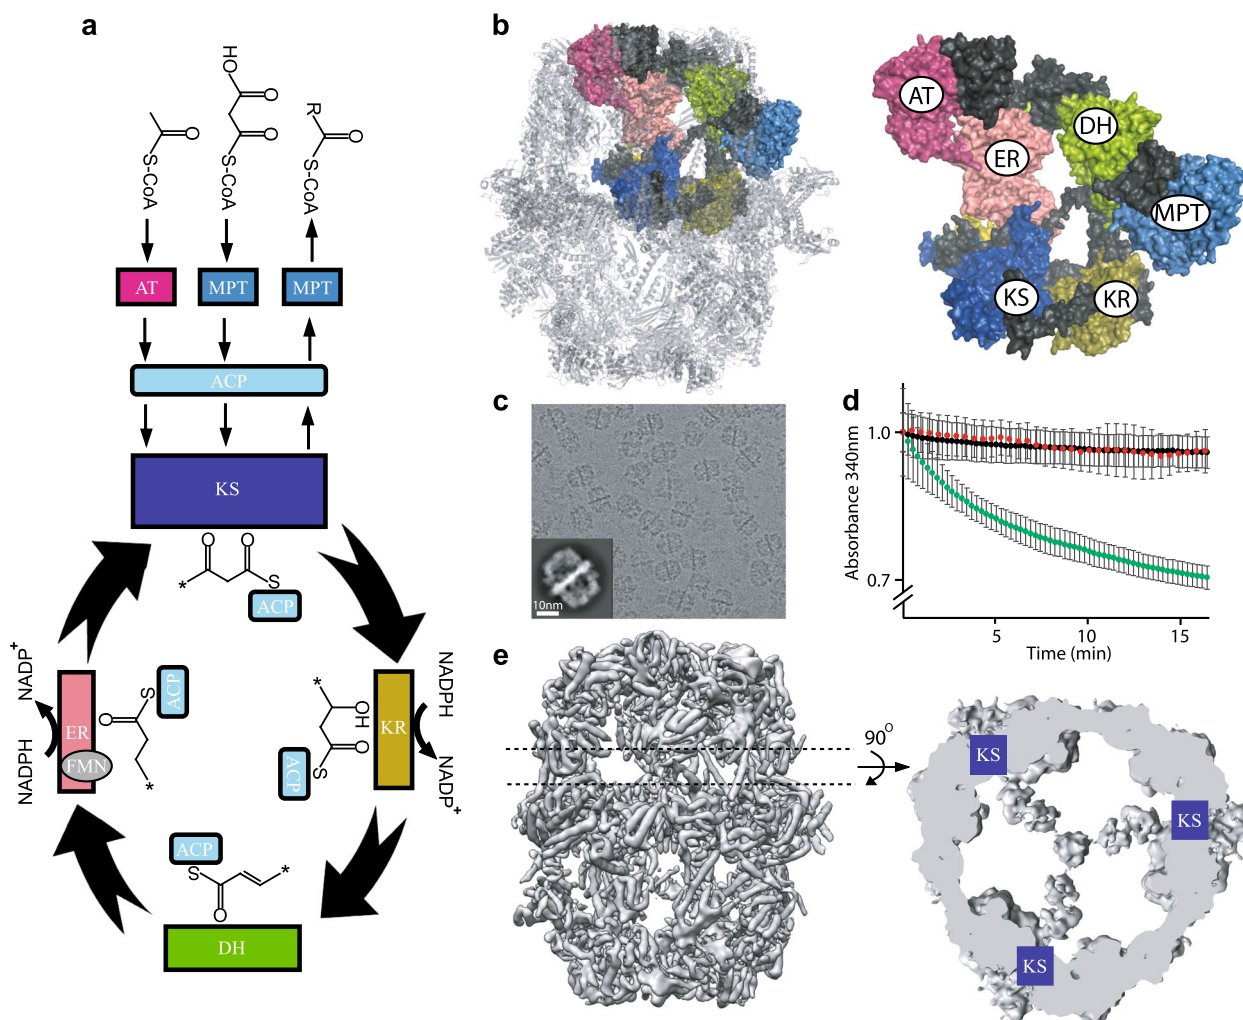 a
HO
O
O
S-CoA
O
S-CoA
R
O
S-CoA
AT
MPT
MPT
ACP
KS
O
O
*
S
ACP
NADPH
NADP+
KR
*
O
H
O
S
ACP
ACP
S
*
O
DH
NADP+
NADPH
ER
FMN
ACP
S
O
*
b
AT
ER
DH
MPT
KS
KR
c
10nm
d
Absorbance 340nm
1.0
0.7
5
10
15
Time (min)
e
90O
KS
KS
KS